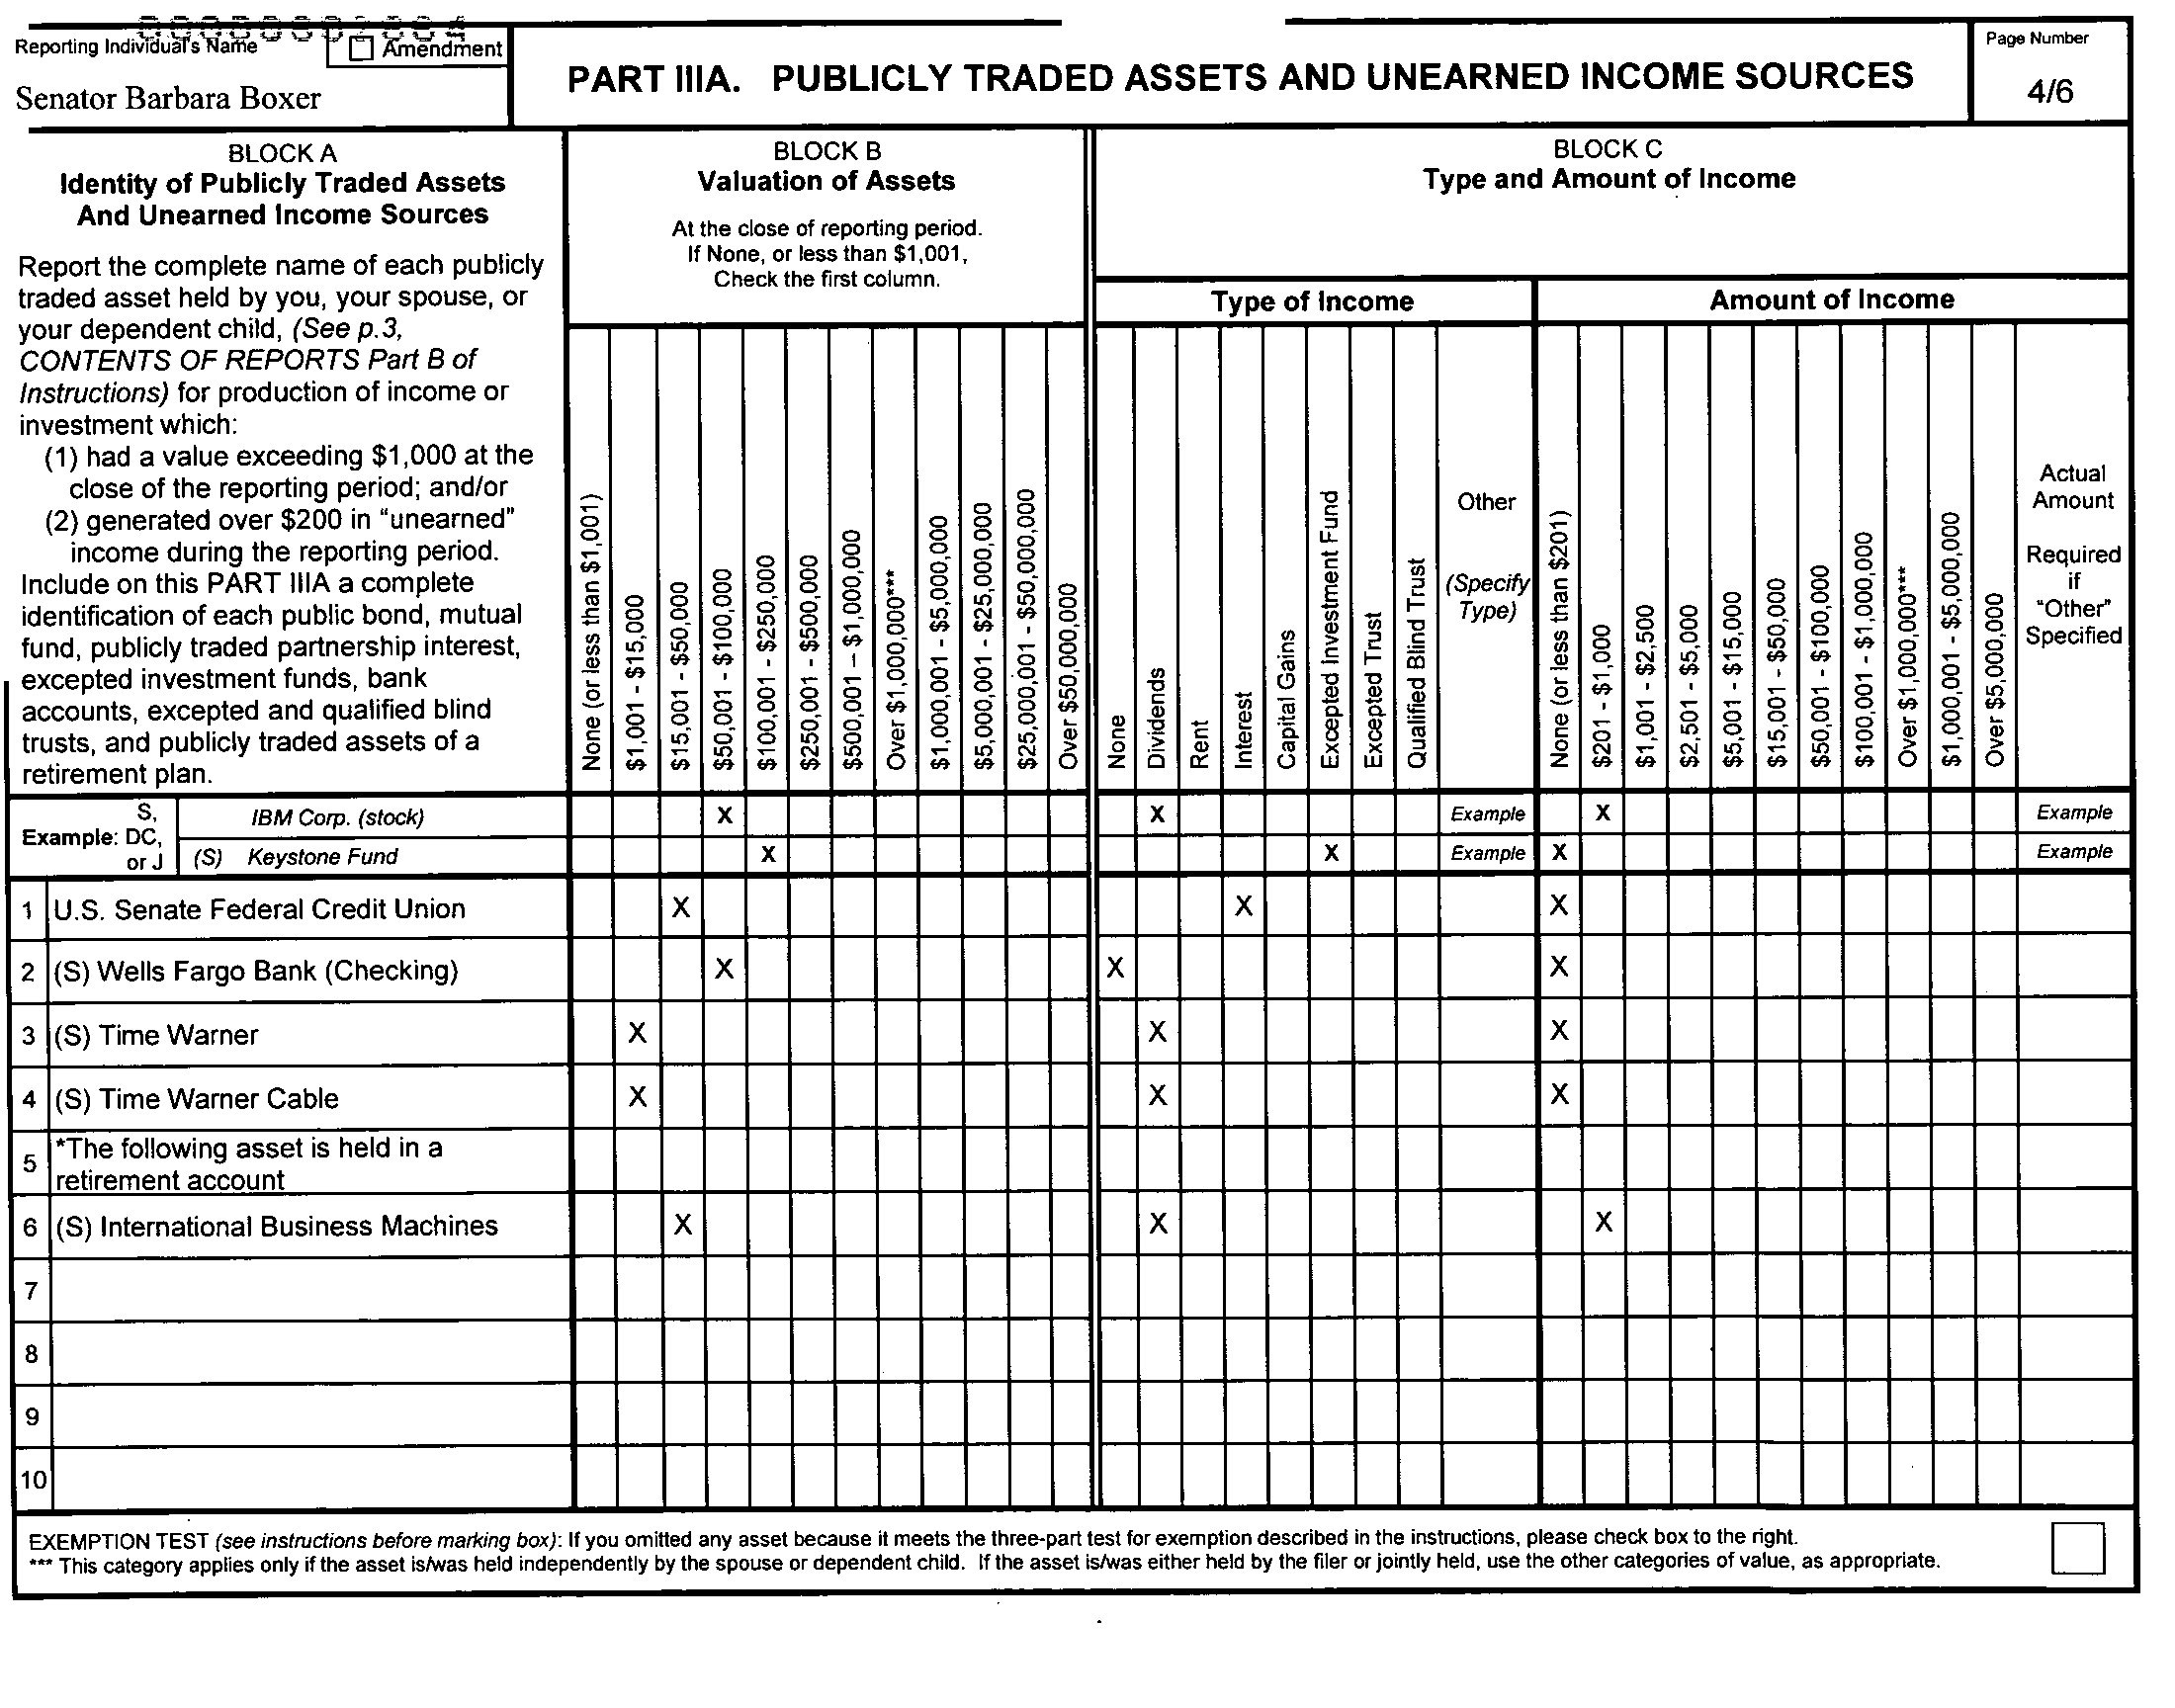 Reporting Individual's Name
Amendment
Senator Barbara Boxer
PART IIIA. PUBLICLY TRADED ASSETS AND UNEARNED INCOME SOURCES
Page Number
4/6
BLOCK A
Identity of Publicly Traded Assets
And Unearned Income Sources
Report the complete name of each publicly
traded asset held by you, your spouse, or
your dependent child, (See p.3,
CONTENTS OF REPORTS Part B of
Instructions) for production of income or
investment which:
(1) had a value exceeding $1,000 at the
close of the reporting period; and/or
(2) generated over $200 in "unearned"
income during the reporting period.
Include on this PART IIIA a complete
identification of each public bond, mutual
fund, publicly traded partnership interest,
excepted investment funds, bank
accounts, excepted and qualified blind
trusts, and publicly traded assets of a
retirement plan.
BLOCK B
Valuation of Assets
At the close of reporting period.
If None, or less than $1,001,
Check the first column.
None (or less than $1,001)
$1,001 - $15,000
$15,001 - $50,000
$50,001 - $100,000
$100,001 - $250,000
$250,001 - $500,000
$500,001 – $1,000,000
Over $1,000,000***
$1,000,001 - $5,000,000
$5,000,001 - $25,000,000
$25,000,001 - $50,000,000
Over $50,000,000
BLOCK C
Type and Amount of Income
Type of Income
None
Dividends
Rent
Interest
Capital Gains
Excepted Investment Fund
Excepted Trust
Qualified Blind Trust
Other
(Specify
Type)
Amount of Income
None (or less than $201)
$201 - $1,000
$1,001 - $2,500
$2,501 - $5,000
$5,001 - $15,000
$15,001 - $50,000
$50,001 - $100,000
$100,001 - $1,000,000
Over $1,000,000***
$1,000,001 - $5,000,000
Over $5,000,000
Actual
Amount
Required
if
"Other"
Specified
Example: S, DC, or J
IBM Corp. (stock) X X Example X Example
(S) Keystone Fund X X Example X Example
1 U.S. Senate Federal Credit Union X X X
2 (S) Wells Fargo Bank (Checking) X X X
3 (S) Time Warner X X X
4 (S) Time Warner Cable X X X
5 *The following asset is held in a
retirement account
6 (S) International Business Machines X X X
7
8
9
10
EXEMPTION TEST (see instructions before marking box): If you omitted any asset because it meets the three-part test for exemption described in the instructions, please check box to the right.
*** This category applies only if the asset is/was held independently by the spouse or dependent child. If the asset is/was either held by the filer or jointly held, use the other categories of value, as appropriate.